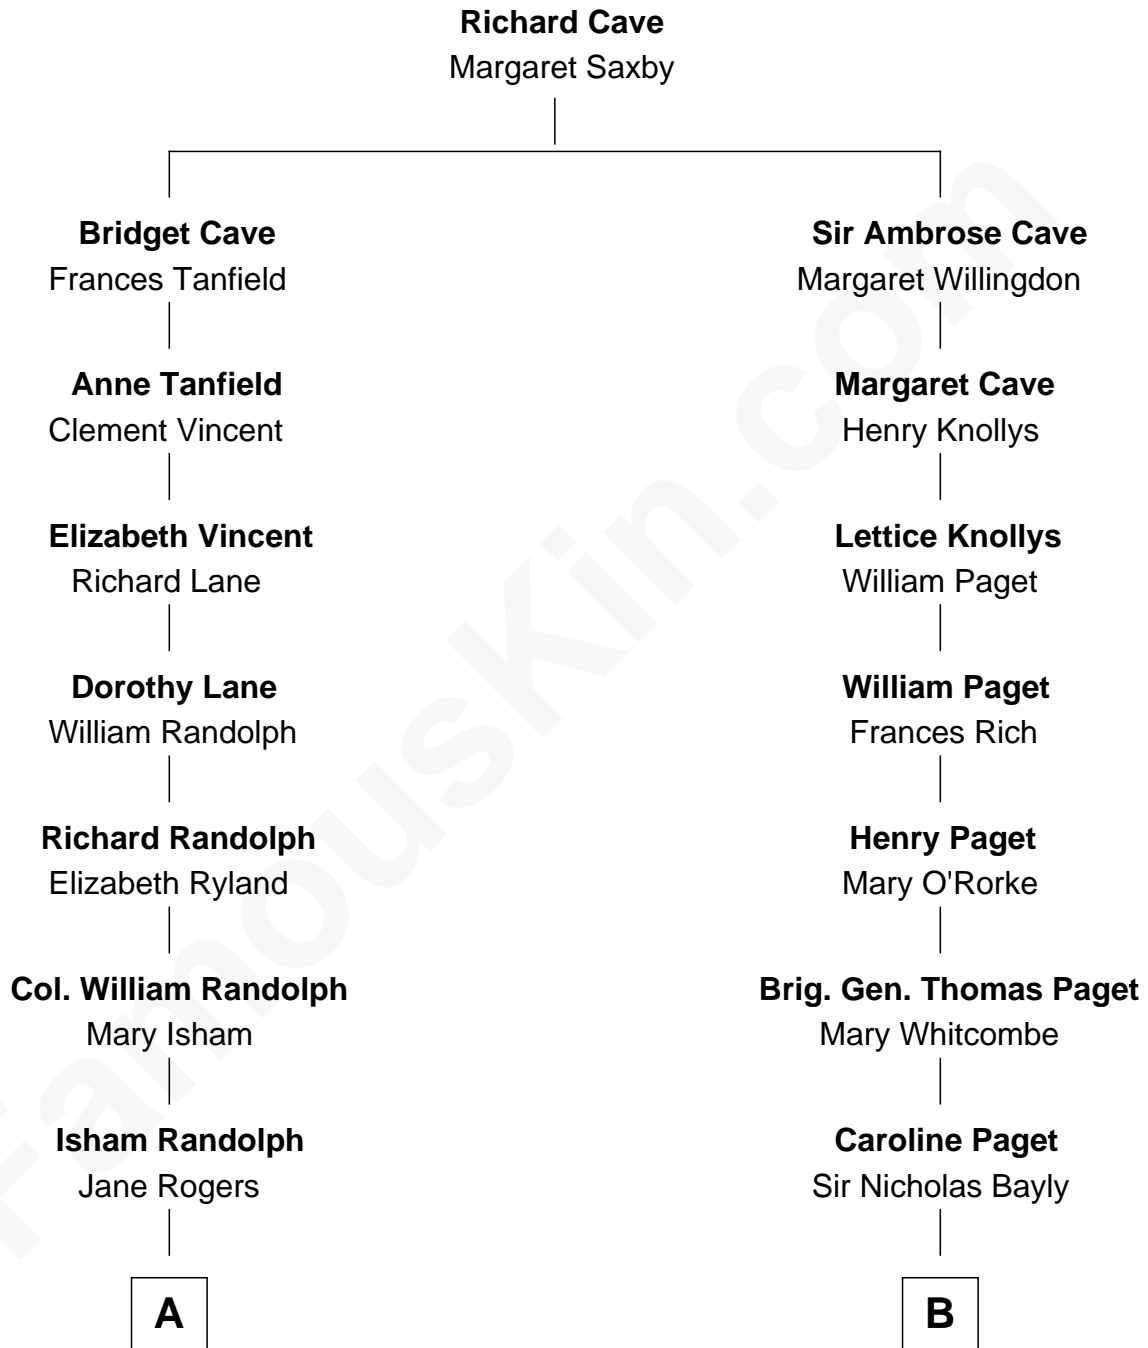 Richard Cave
Margaret Saxby
Bridget Cave
Frances Tanfield
Sir Ambrose Cave
Margaret Willingdon
Anne Tanfield
Clement Vincent
Margaret Cave
Henry Knollys
Elizabeth Vincent
Richard Lane
Lettice Knollys
William Paget
Dorothy Lane
William Randolph
William Paget
Frances Rich
Richard Randolph
Elizabeth Ryland
Henry Paget
Mary O'Rorke
Col. William Randolph
Mary Isham
Brig. Gen. Thomas Paget
Mary Whitcombe
Isham Randolph
Jane Rogers
Caroline Paget
Sir Nicholas Bayly
A
B
FamousKin.com